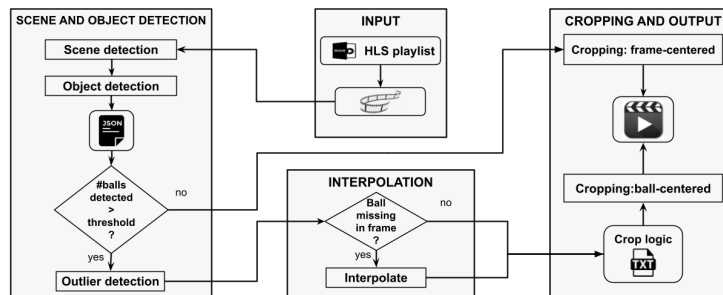 SCENE AND OBJECT DETECTION
Scene detection
Object detection
JSON
#balls
detected
>
threshold
?
no
yes
Outlier detection
INPUT
HLS playlist
INTERPOLATION
Ball
missing
in frame
?
no
yes
Interpolate
CROPPING AND OUTPUT
Cropping: frame-centered
Cropping:ball-centered
Crop logic
TXT